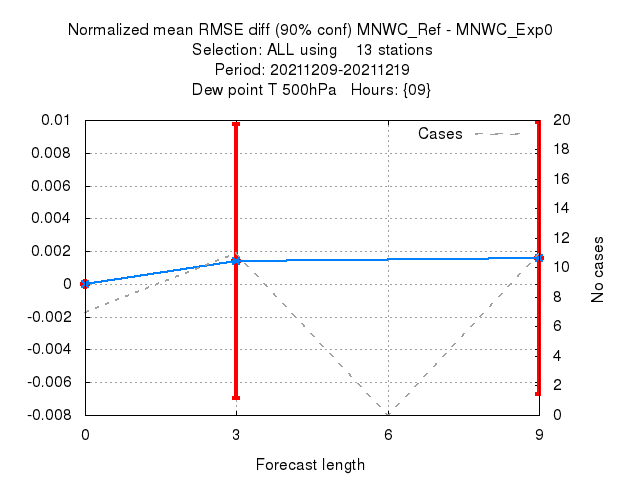 Normalized mean RMSE diff (90% conf) MNWC_Ref - MNWC_Exp0
Selection: ALL using    13 stations
Period: 20211209-20211219
Dew point T 500hPa   Hours: {09}
0.01
0.008
0.006
0.004
0.002
0
-0.002
-0.004
-0.006
-0.008
Cases
20
18
16
14
12
10
8
6
4
2
0
No cases
0 3 6 9
Forecast length